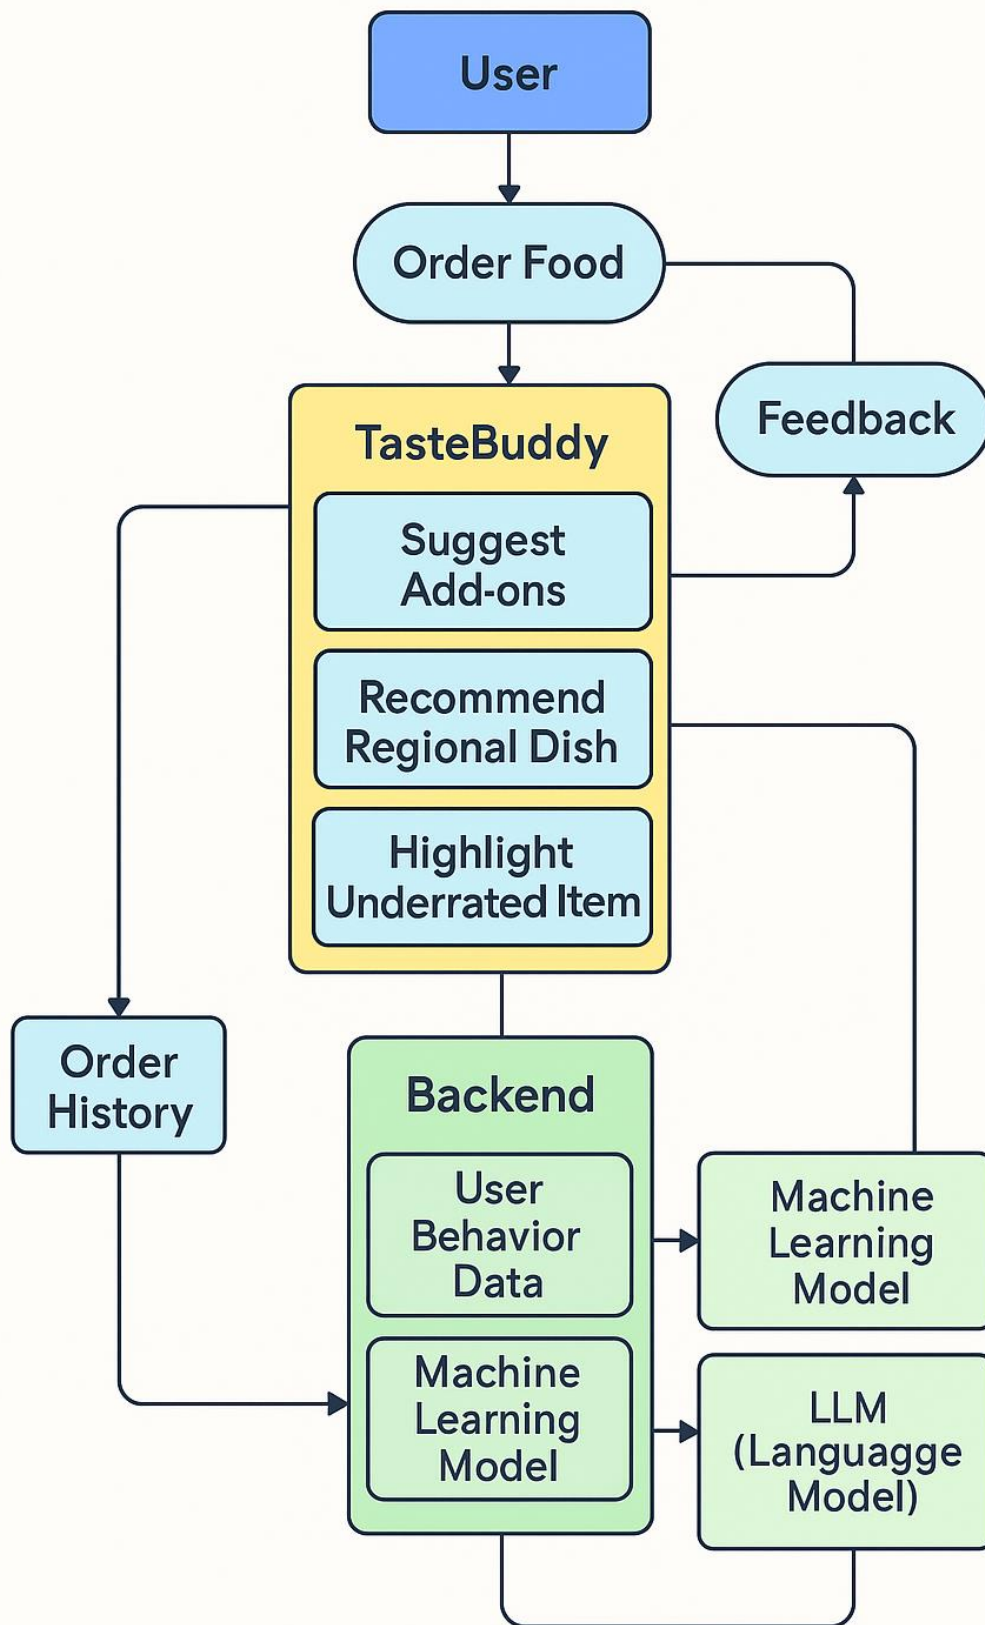 User
Order Food
Feedback
TasteBuddy
Suggest
Add-ons
Recommend
Regional Dish
Highlight
Underrated Item
Order
History
Backend
User
Behavior
Data
Machine
Learning
Model
Machine
Learning
Model
LLM
(Languagge
Model)